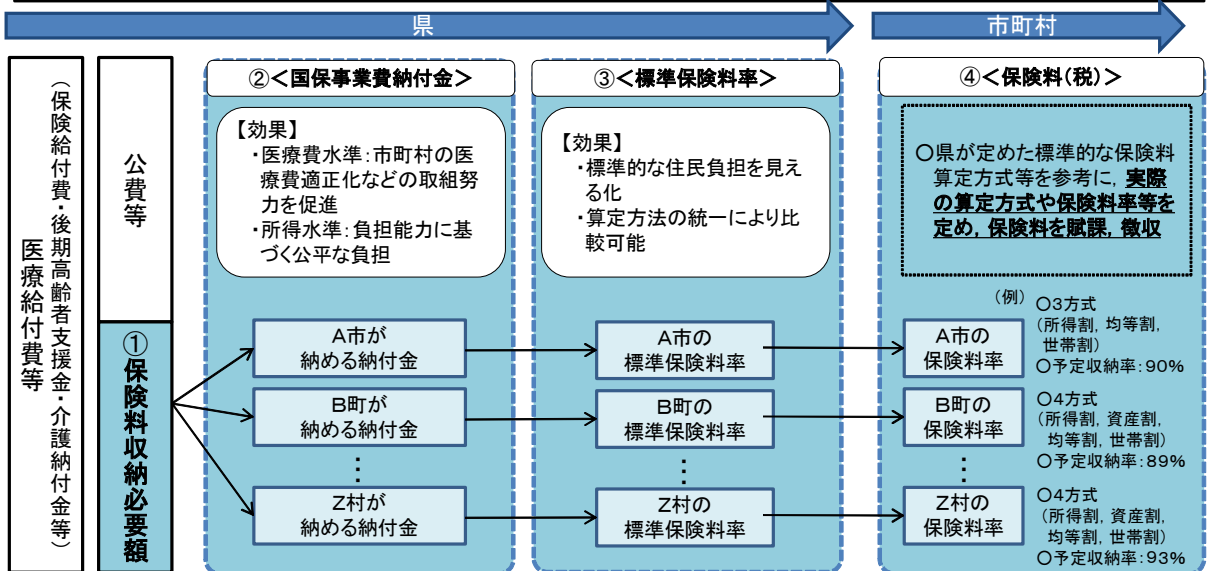 県
市町村
医療給付費等
（保険給付費・後期高齢者支援金・介護納付金等）
公費等
①保険料収納必要額
②＜国保事業費納付金＞
【効果】
・医療費水準：市町村の医
療費適正化などの取組努
力を促進
・所得水準：負担能力に基
づく公平な負担
A市が
納める納付金
B町が
納める納付金
⋮
Z村が
納める納付金
③＜標準保険料率＞
【効果】
・標準的な住民負担を見え
る化
・算定方法の統一により比
較可能
A市の
標準保険料率
B町の
標準保険料率
⋮
Z村の
標準保険料率
④＜保険料（税）＞
○県が定めた標準的な保険料
算定方式等を参考に，実際
の算定方式や保険料率等を
定め，保険料を賦課，徴収
（例）
A市の
保険料率
○３方式
（所得割，均等割，
世帯割）
○予定収納率：90％
B町の
保険料率
○４方式
（所得割，資産割，
均等割，世帯割）
○予定収納率：89％
⋮
Z村の
保険料率
○４方式
（所得割，資産割，
均等割，世帯割）
○予定収納率：93％